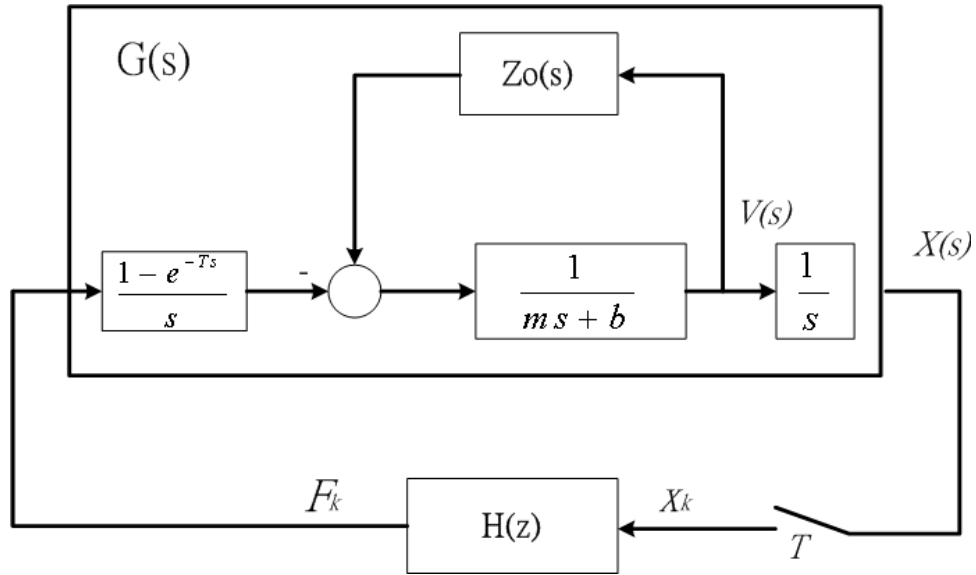 G(s)
Zo(s)
V(s)
X(s)
1 - e^{-Ts}
s
-
1
m s + b
1
s
F_k
H(z)
X_k
T